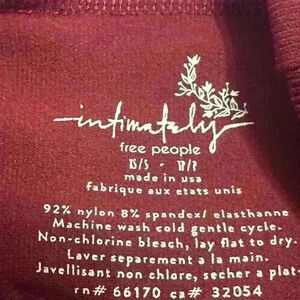 intimately
free people
XS/S - TP/P
made in usa
fabrique aux etats unis
92% nylon 8% spandex/ elasthanne
Machine wash cold gentle cycle.
Non-chlorine bleach, lay flat to dry.
Laver separement a la main.
Javellisant non chlore, secher a plat.
rn# 66170 ca# 32054